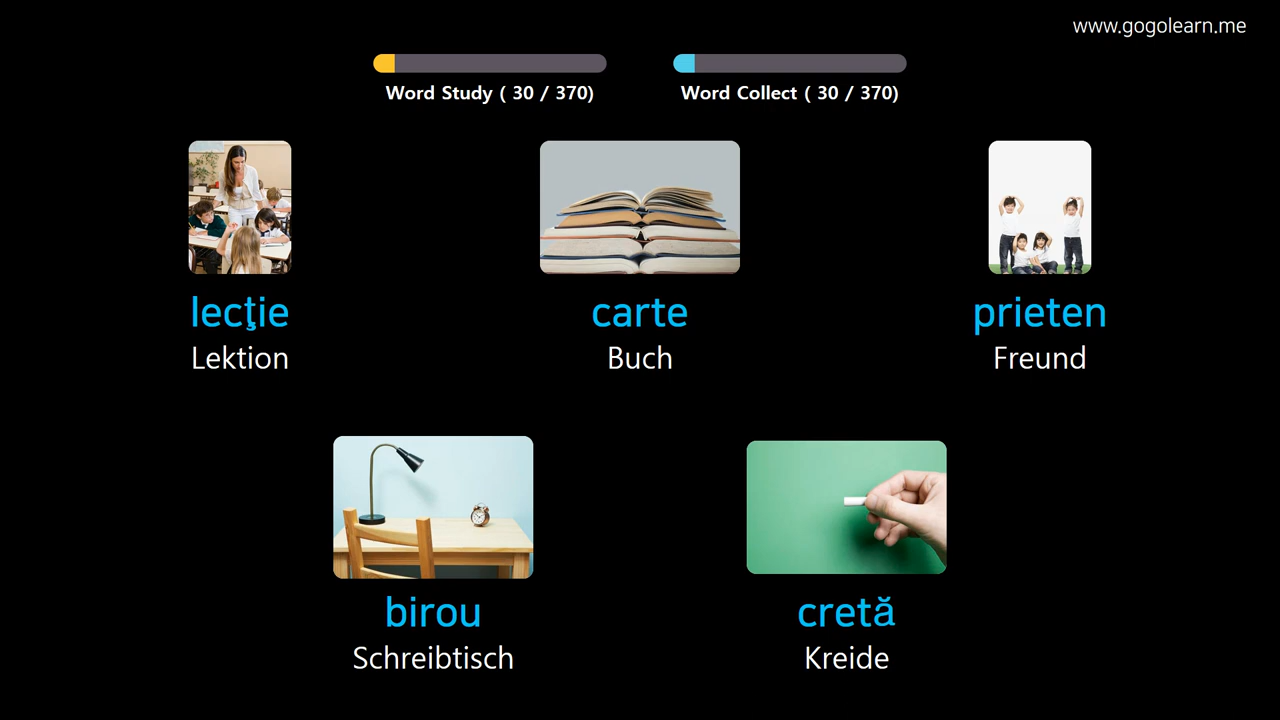 www.gogolearn.me
Word Study ( 30 / 370)
Word Collect ( 30 / 370)
lecţie
Lektion
carte
Buch
prieten
Freund
birou
Schreibtisch
cretă
Kreide